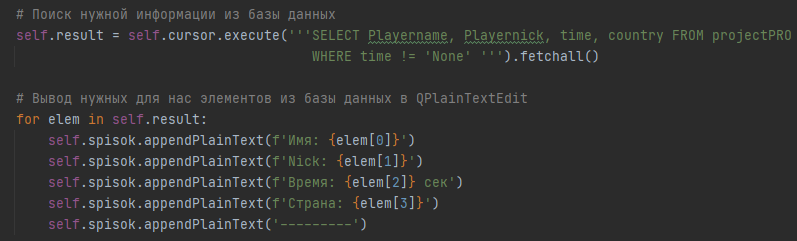 # Поиск нужной информации из базы данных
self.result = self.cursor.execute('''SELECT Playername, Playernick, time, country FROM projectPRO
WHERE time != 'None' ''').fetchall()
# Вывод нужных для нас элементов из базы данных в QPlainTextEdit
for elem in self.result:
self.spisok.appendPlainText(f'Имя: {elem[0]}')
self.spisok.appendPlainText(f'Nick: {elem[1]}')
self.spisok.appendPlainText(f'Время: {elem[2]} сек')
self.spisok.appendPlainText(f'Страна: {elem[3]}')
self.spisok.appendPlainText('---------')